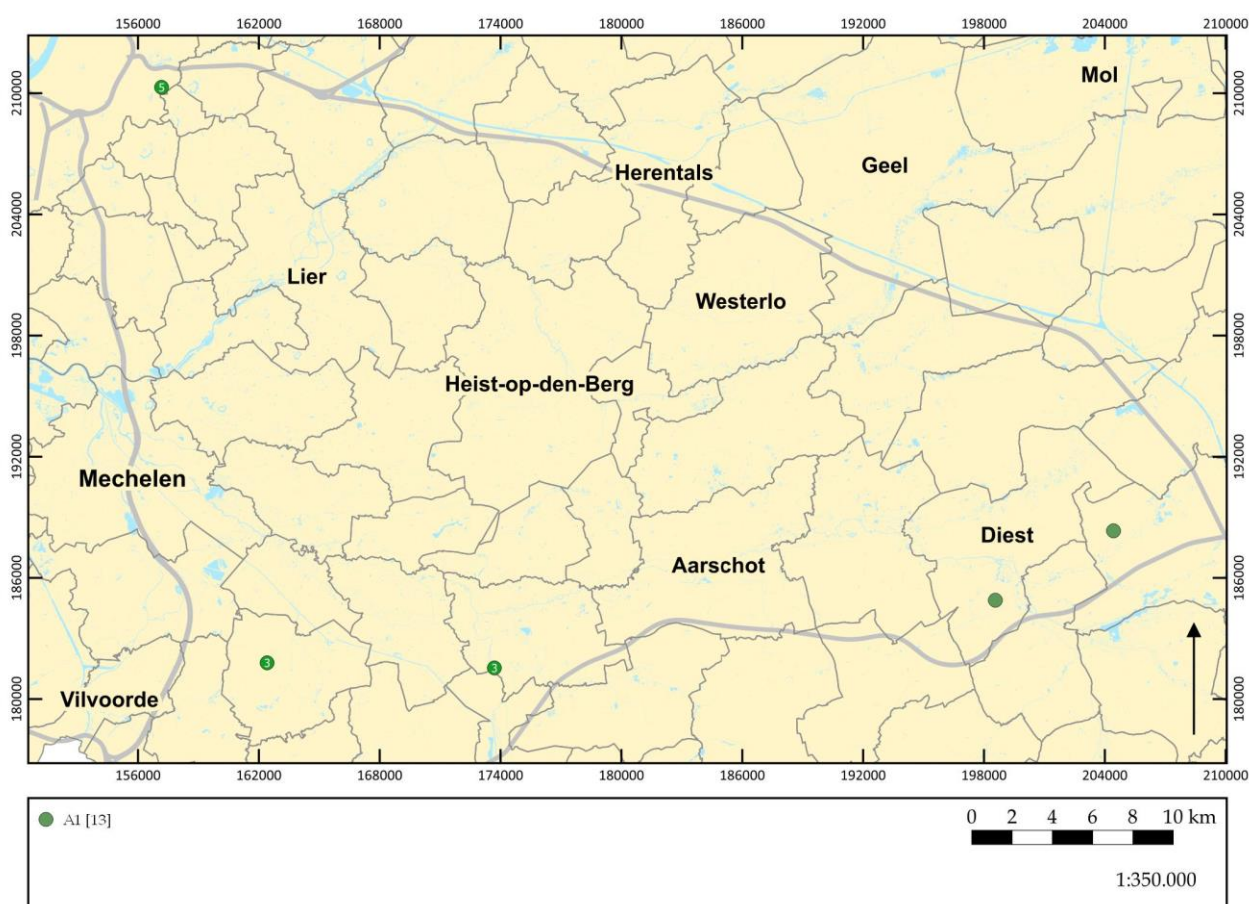 156000 162000 168000 174000 180000 186000 192000 198000 204000 210000
210000 210000
204000 204000
198000 198000
192000 192000
186000 186000
180000 180000
5
Mol
Herentals
Geel
Lier
Westerlo
Heist-op-den-Berg
Mechelen
Diest
Aarschot
3
3
Vilvoorde
156000 162000 168000 174000 180000 186000 192000 198000 204000 210000
A1 [13]
0 2 4 6 8 10 km
1:350.000